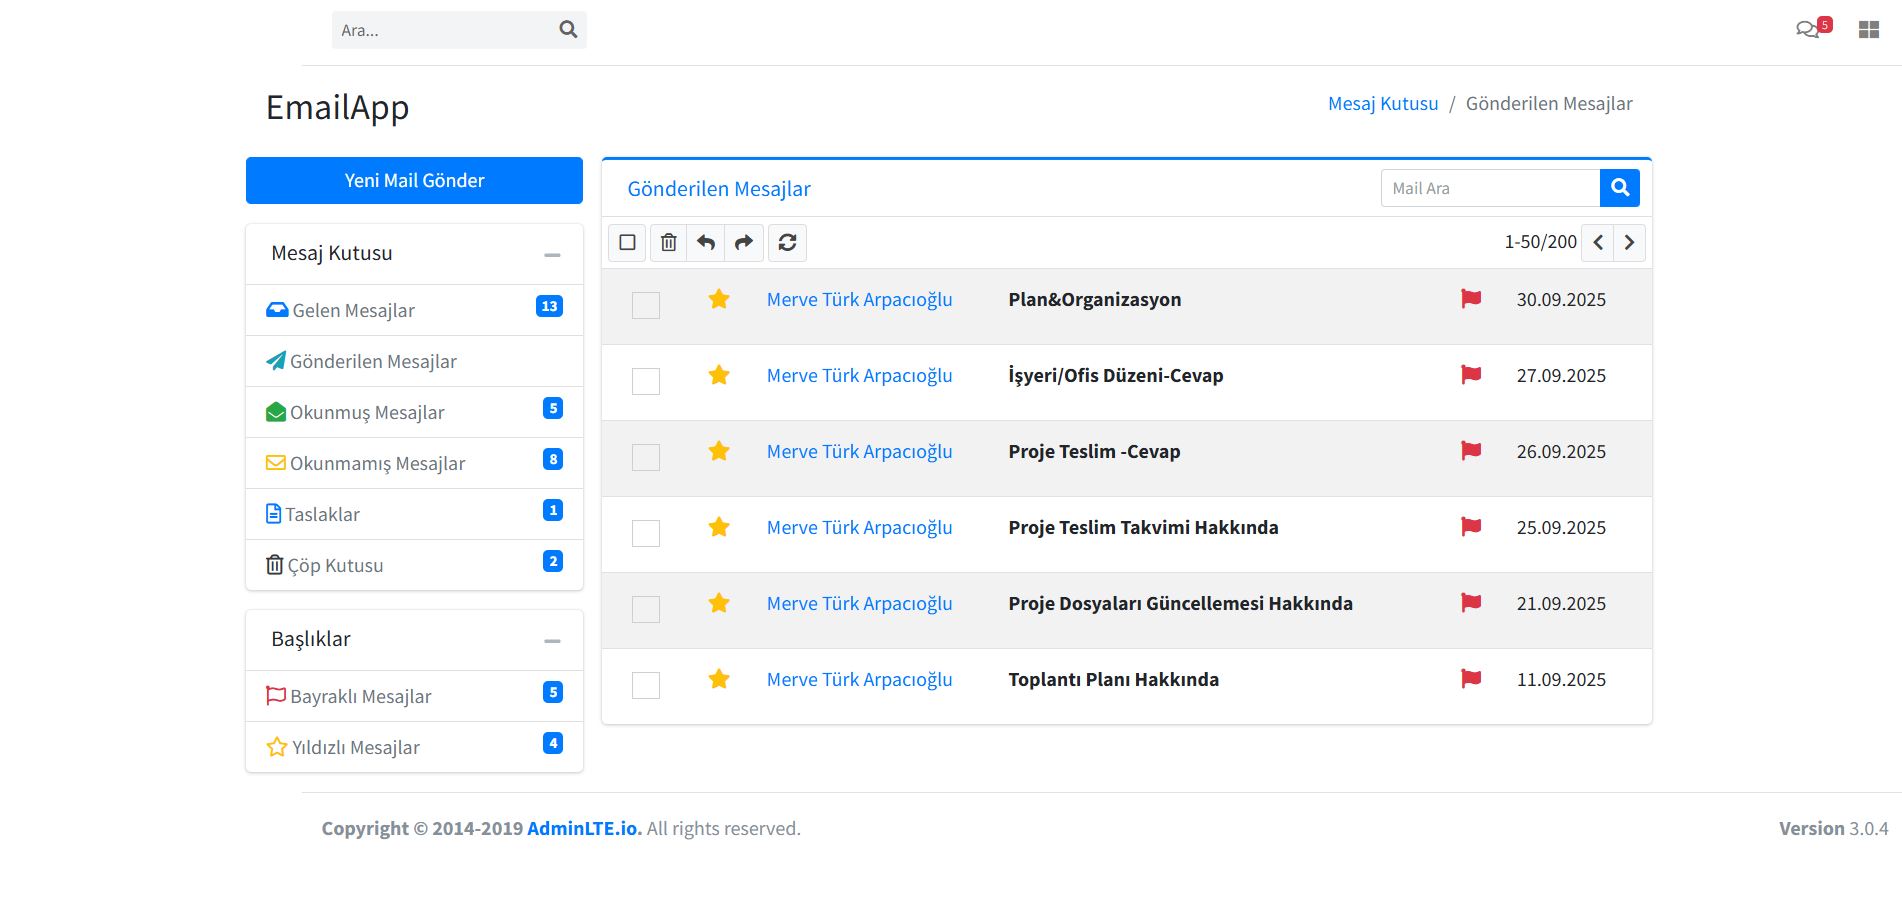 Ara...
5
EmailApp
Mesaj Kutusu / Gönderilen Mesajlar
Yeni Mail Gönder
Mesaj Kutusu
Gelen Mesajlar 13
Gönderilen Mesajlar
Okunmuş Mesajlar 5
Okunmamış Mesajlar 8
Taslaklar 1
Çöp Kutusu 2
Başlıklar
Bayraklı Mesajlar 5
Yıldızlı Mesajlar 4
Gönderilen Mesajlar
Mail Ara
1-50/200
Merve Türk Arpacıoğlu Plan&Organizasyon 30.09.2025
Merve Türk Arpacıoğlu İşyeri/Ofis Düzeni-Cevap 27.09.2025
Merve Türk Arpacıoğlu Proje Teslim -Cevap 26.09.2025
Merve Türk Arpacıoğlu Proje Teslim Takvimi Hakkında 25.09.2025
Merve Türk Arpacıoğlu Proje Dosyaları Güncellemesi Hakkında 21.09.2025
Merve Türk Arpacıoğlu Toplantı Planı Hakkında 11.09.2025
Copyright © 2014-2019 AdminLTE.io. All rights reserved.
Version 3.0.4